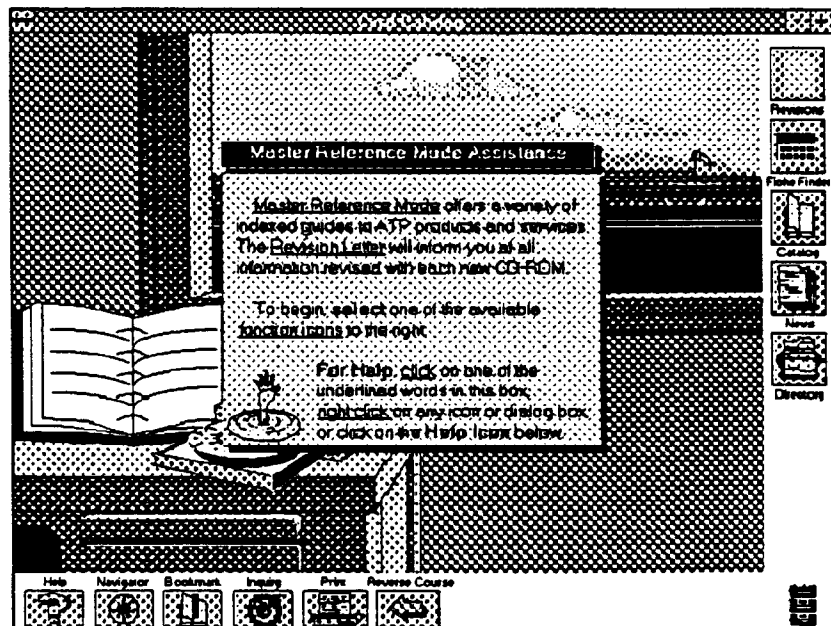 Master Reference Mode Assistance
Master Reference Mode offers a variety of
indexed guides to ATP products and services.
The Revision Letter will inform you of all
information revised with each new CD-ROM.
To begin, select one of the available
function icons to the right.
For Help, click on one of the
underlined words in this box,
right click on any icon or dialog box
or click on the Help Icon below.
Revisions
Fiche Finder
Catalog
News
Directory
Help Navigator Bookmark Inquire Print Reverse Course